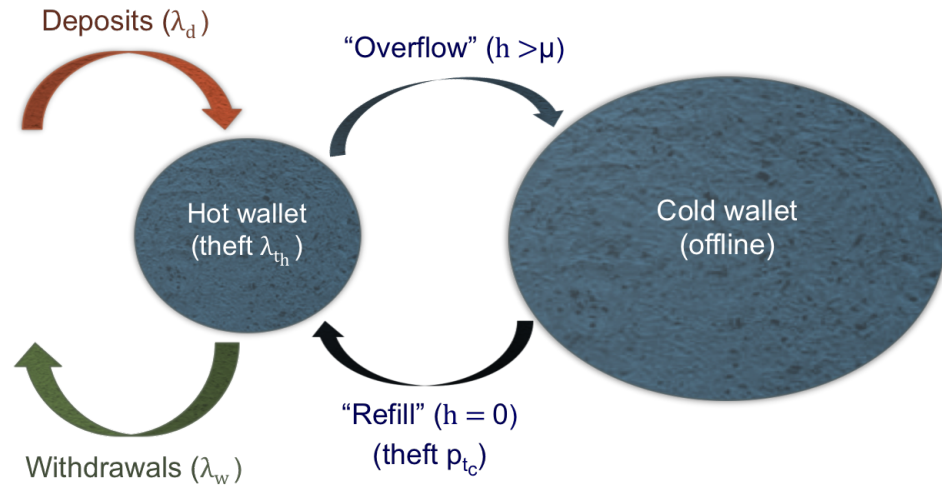 Deposits (λd)
“Overflow” (h >μ)
Hot wallet
(theft λth)
Cold wallet
(offline)
“Refill” (h = 0)
(theft ptc)
Withdrawals (λw)